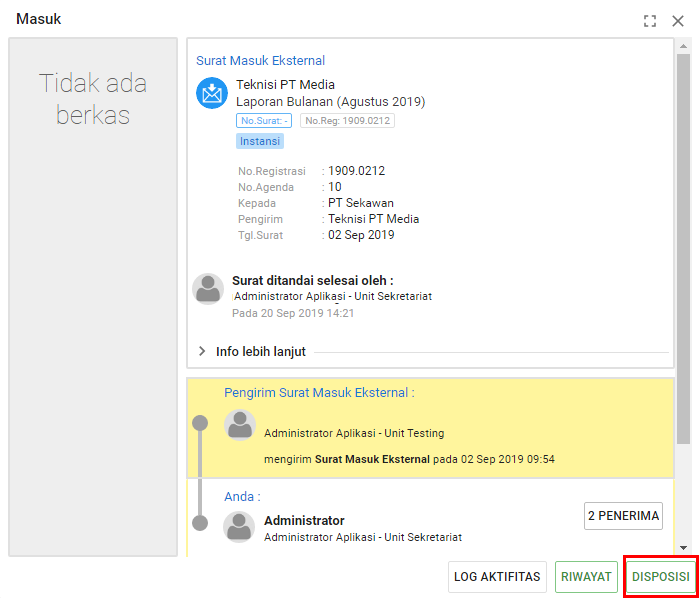 Masuk
Tidak ada
berkas
Surat Masuk Eksternal
Teknisi PT Media
Laporan Bulanan (Agustus 2019)
No.Surat: - No.Reg: 1909.0212
Instansi
No.Registrasi : 1909.0212
No.Agenda : 10
Kepada : PT Sekawan
Pengirim : Teknisi PT Media
Tgl.Surat : 02 Sep 2019
Surat ditandai selesai oleh :
Administrator Aplikasi - Unit Sekretariat
Pada 20 Sep 2019 14:21
Info lebih lanjut
Pengirim Surat Masuk Eksternal :
Administrator Aplikasi - Unit Testing
mengirim Surat Masuk Eksternal pada 02 Sep 2019 09:54
Anda :
Administrator
Administrator Aplikasi - Unit Sekretariat
2 PENERIMA
LOG AKTIFITAS RIWAYAT DISPOSISI